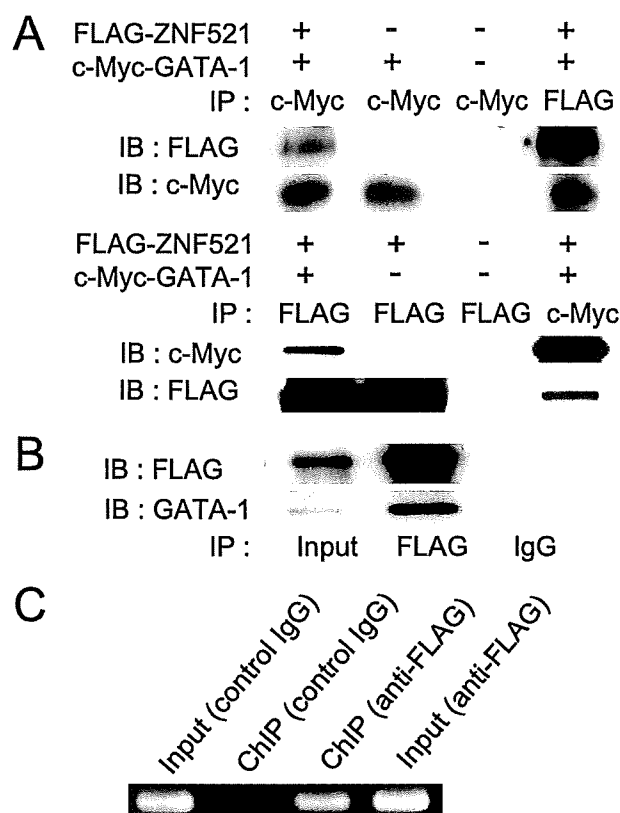 A
FLAG-ZNF521 + - - +
c-Myc-GATA-1 + + - +
IP : c-Myc c-Myc c-Myc FLAG
IB : FLAG
IB : c-Myc
FLAG-ZNF521 + + - +
c-Myc-GATA-1 + - - +
IP : FLAG FLAG FLAG c-Myc
IB : c-Myc
IB : FLAG
B
IB : FLAG
IB : GATA-1
IP : Input FLAG IgG
C
Input (control IgG)
ChIP (control IgG)
ChIP (anti-FLAG)
Input (anti-FLAG)